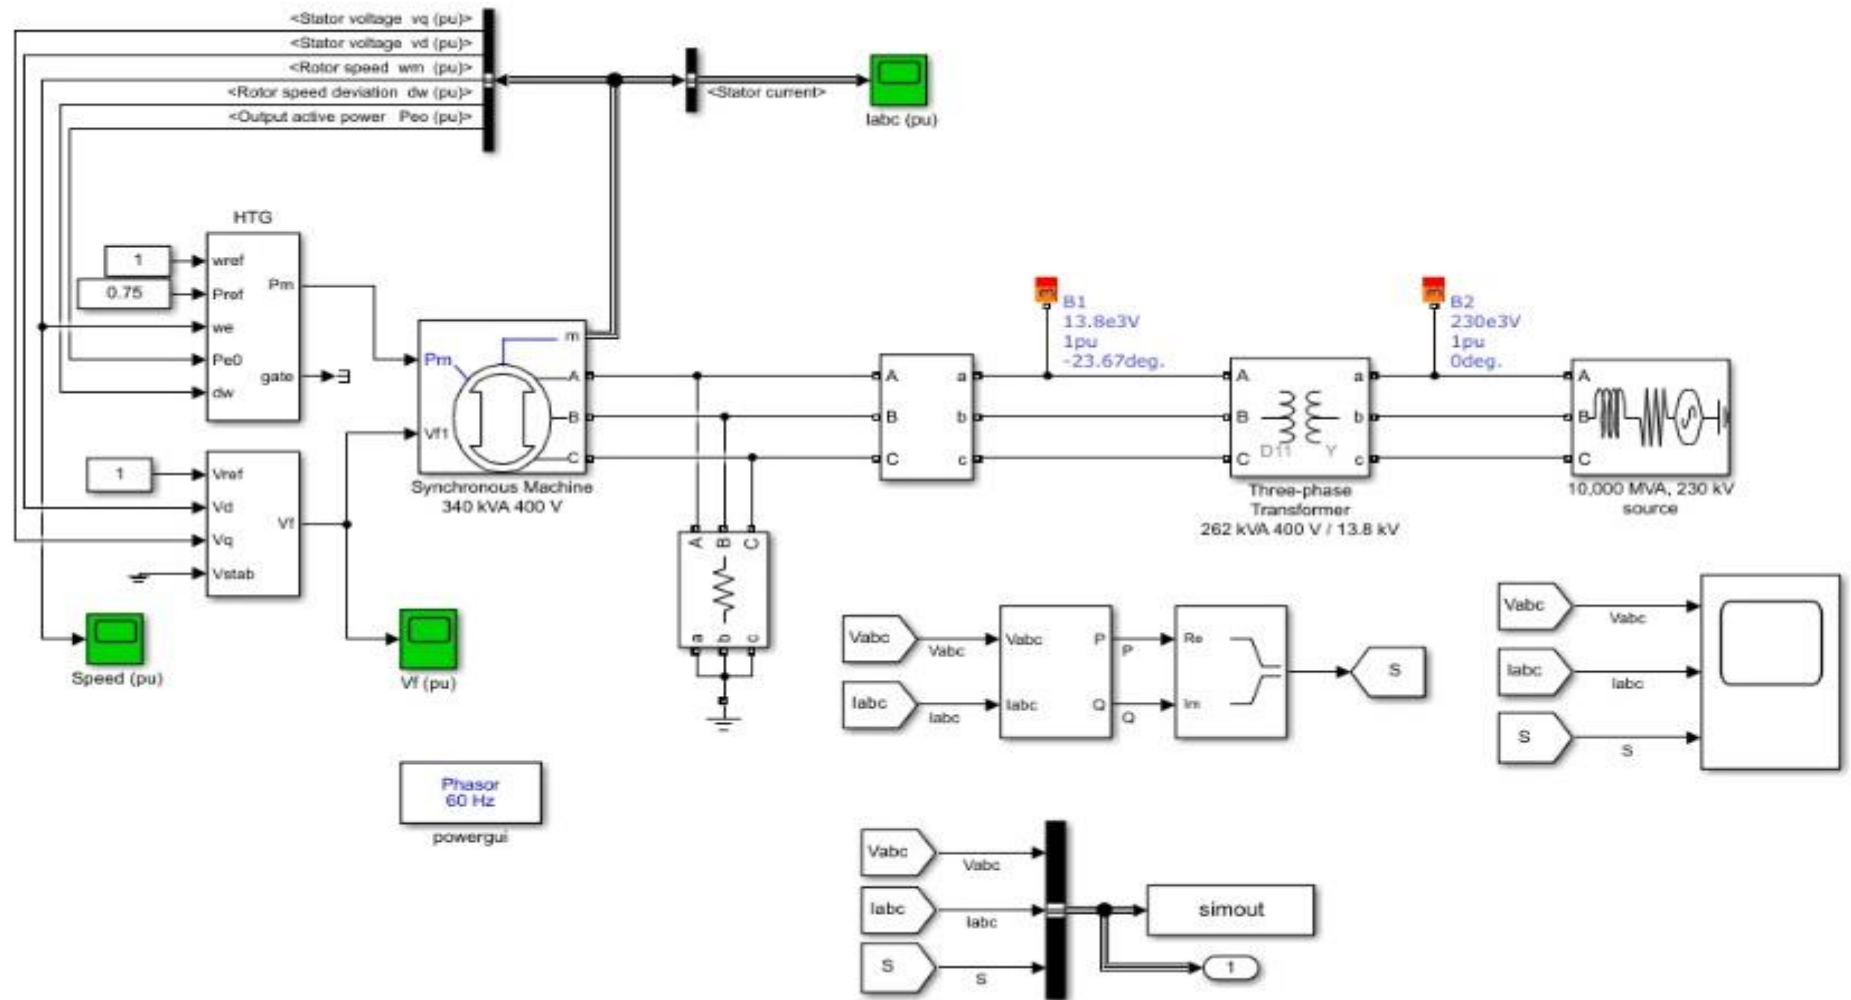 <Stator voltage vq (pu)>
<Stator voltage vd (pu)>
<Rotor speed wm (pu)>
<Rotor speed deviation dw (pu)>
<Output active power Peo (pu)>
<Stator current>
Iabc (pu)
HTG
1
0.75
wref
Pref
we
Pe0
dw
Pm
gate
1
Vref
Vd
Vq
Vstab
Vf
Speed (pu)
Vf (pu)
Pm
Vf1
m
A
B
C
Synchronous Machine
340 kVA 400 V
A B C
a b c
A
B
C
a
b
c
B1
13.8e3V
1pu
-23.67deg.
A
B
C
D11 Y
a
b
c
Three-phase
Transformer
262 kVA 400 V / 13.8 kV
B2
230e3V
1pu
0deg.
A
B
C
10,000 MVA, 230 kV
source
Phasor
60 Hz
powergui
Vabc
Vabc
Iabc
Iabc
Vabc
Iabc
P
Q
P
Q
Re
Im
S
Vabc
Vabc
Iabc
Iabc
S
S
Vabc
Vabc
Iabc
Iabc
S
S
simout
1